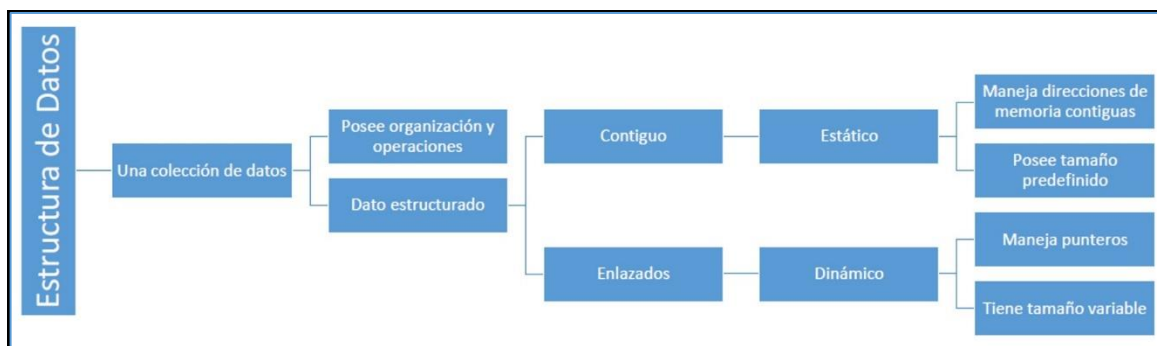 Estructura de Datos
Una colección de datos
Posee organización y
operaciones
Dato estructurado
Contiguo
Estático
Maneja direcciones de
memoria contiguas
Posee tamaño
predefinido
Enlazados
Dinámico
Maneja punteros
Tiene tamaño variable